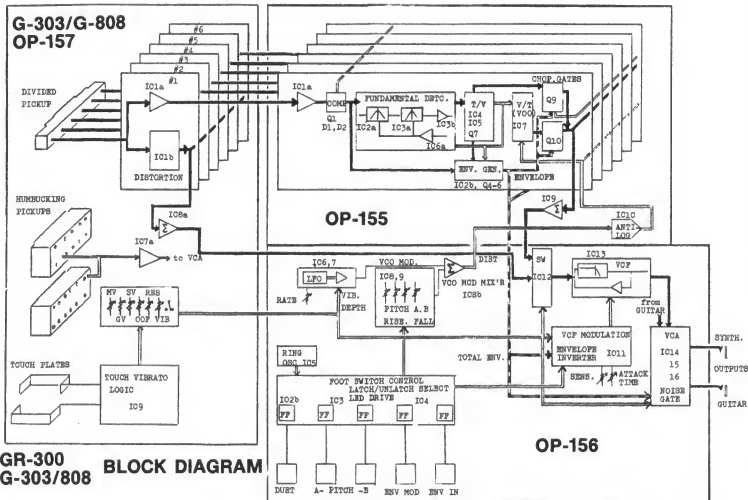 G-303/G-808
OP-157
#6
#5
#4
#3
#2
#1
DIVIDED
PICKUP
IC1a
IC1b
DISTORTION
HUMBUCKING
PICKUPS
IC8a
Σ
IC7a
to VCA
MV SV RES
GV COF VIB
TOUCH PLATES
TOUCH VIBRATO
LOGIC
IC9
GR-300
G-303/808
BLOCK DIAGRAM
IC1a
COMP
Q1
D1,D2
FUNDAMENTAL DETC.
IC2a
IC3a
IC3b
IC6a
T/V
IC4
IC5
Q7
V/T
(VCO)
IC7
CHOP.GATES
Q9
Q10
ENV. GEN.
IC2b, Q4-6
ENVELOPE
IC9
Σ
IC10
ANTI
LOG
OP-155
IC6,7
LFO
RATE
VIB.
DEPTH
VCO MOD.
IC8,9
PITCH A.B
RISE. FALL
Σ
DIST
VCO MOD MIX'R
IC8b
SW
IC12
IC13
VCF
from
GUITAR
VCF MODULATION
ENVELOPE
INVERTER
IC11
SENS.
ATTACK
TIME
TOTAL ENV.
VCA
IC14
15
16
NOISE
GATE
SYNTH.
OUTPUTS
GUITAR
RING
OSC IC5
FOOT SWITCH CONTROL
LATCH/UNLATCH SELECT
LED DRIVE
IC2b
IC3
IC4
FF
FF
FF
FF
FF
DUET
A- PITCH -B
ENV MOD
ENV IN
OP-156